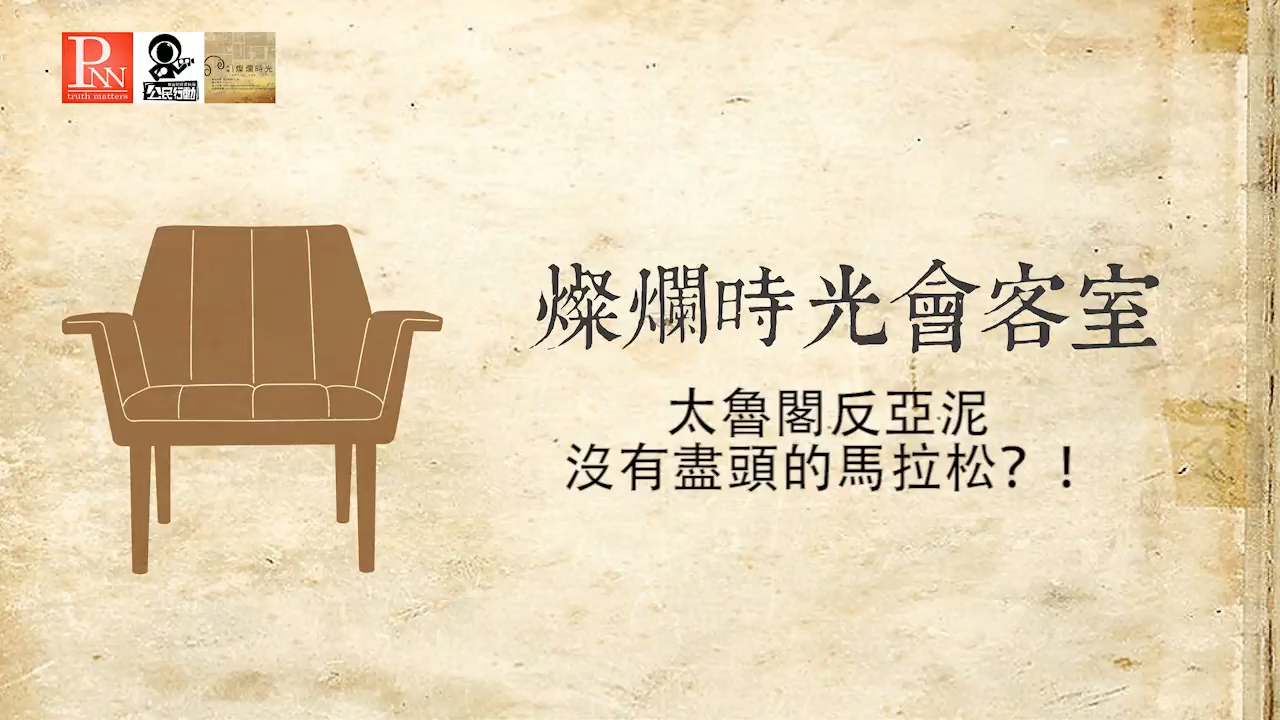 PNN
truth matters
公民行動
燦爛時光
燦爛時光會客室
太魯閣反亞泥
沒有盡頭的馬拉松?!